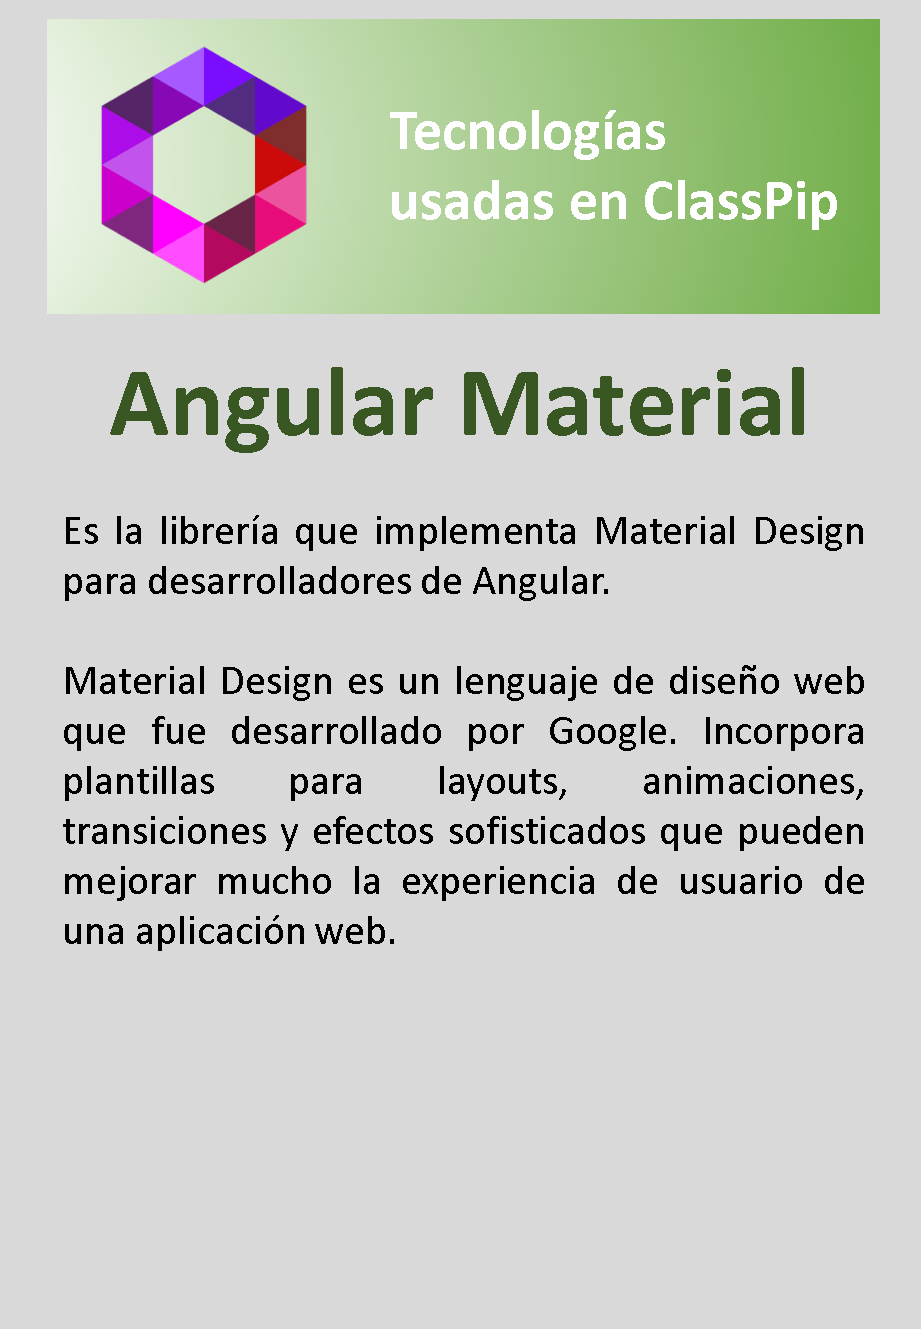 Tecnologías
usadas en ClassPip
Angular Material
Es la librería que implementa Material Design
para desarrolladores de Angular.
Material Design es un lenguaje de diseño web
que fue desarrollado por Google. Incorpora
plantillas para layouts, animaciones,
transiciones y efectos sofisticados que pueden
mejorar mucho la experiencia de usuario de
una aplicación web.